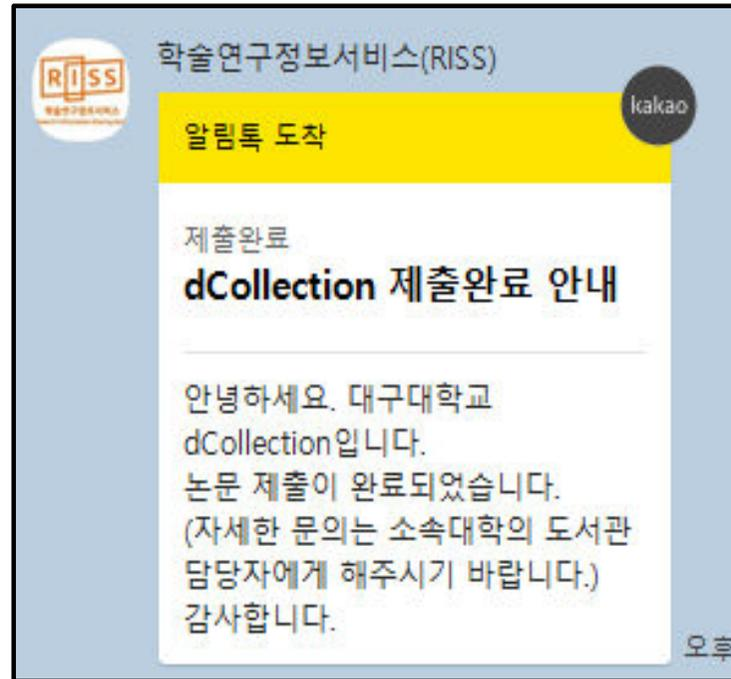 학술연구정보서비스(RISS)
RISS
kakao
알림톡 도착
제출완료
dCollection 제출완료 안내
안녕하세요. 대구대학교
dCollection입니다.
논문 제출이 완료되었습니다.
(자세한 문의는 소속대학의 도서관
담당자에게 해주시기 바랍니다.)
감사합니다.
오후